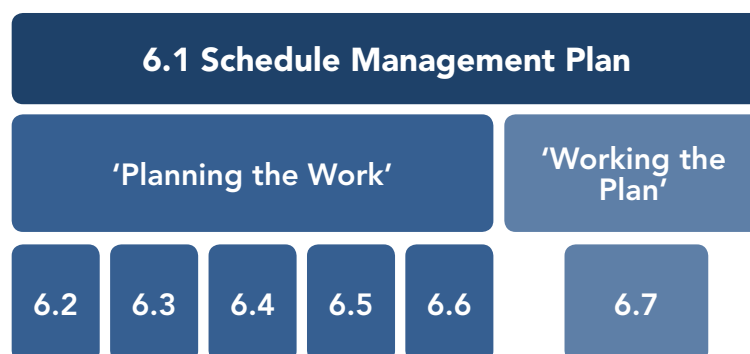 6.1 Schedule Management Plan
‘Planning the Work’
‘Working the
Plan’
6.2 6.3 6.4 6.5 6.6 6.7